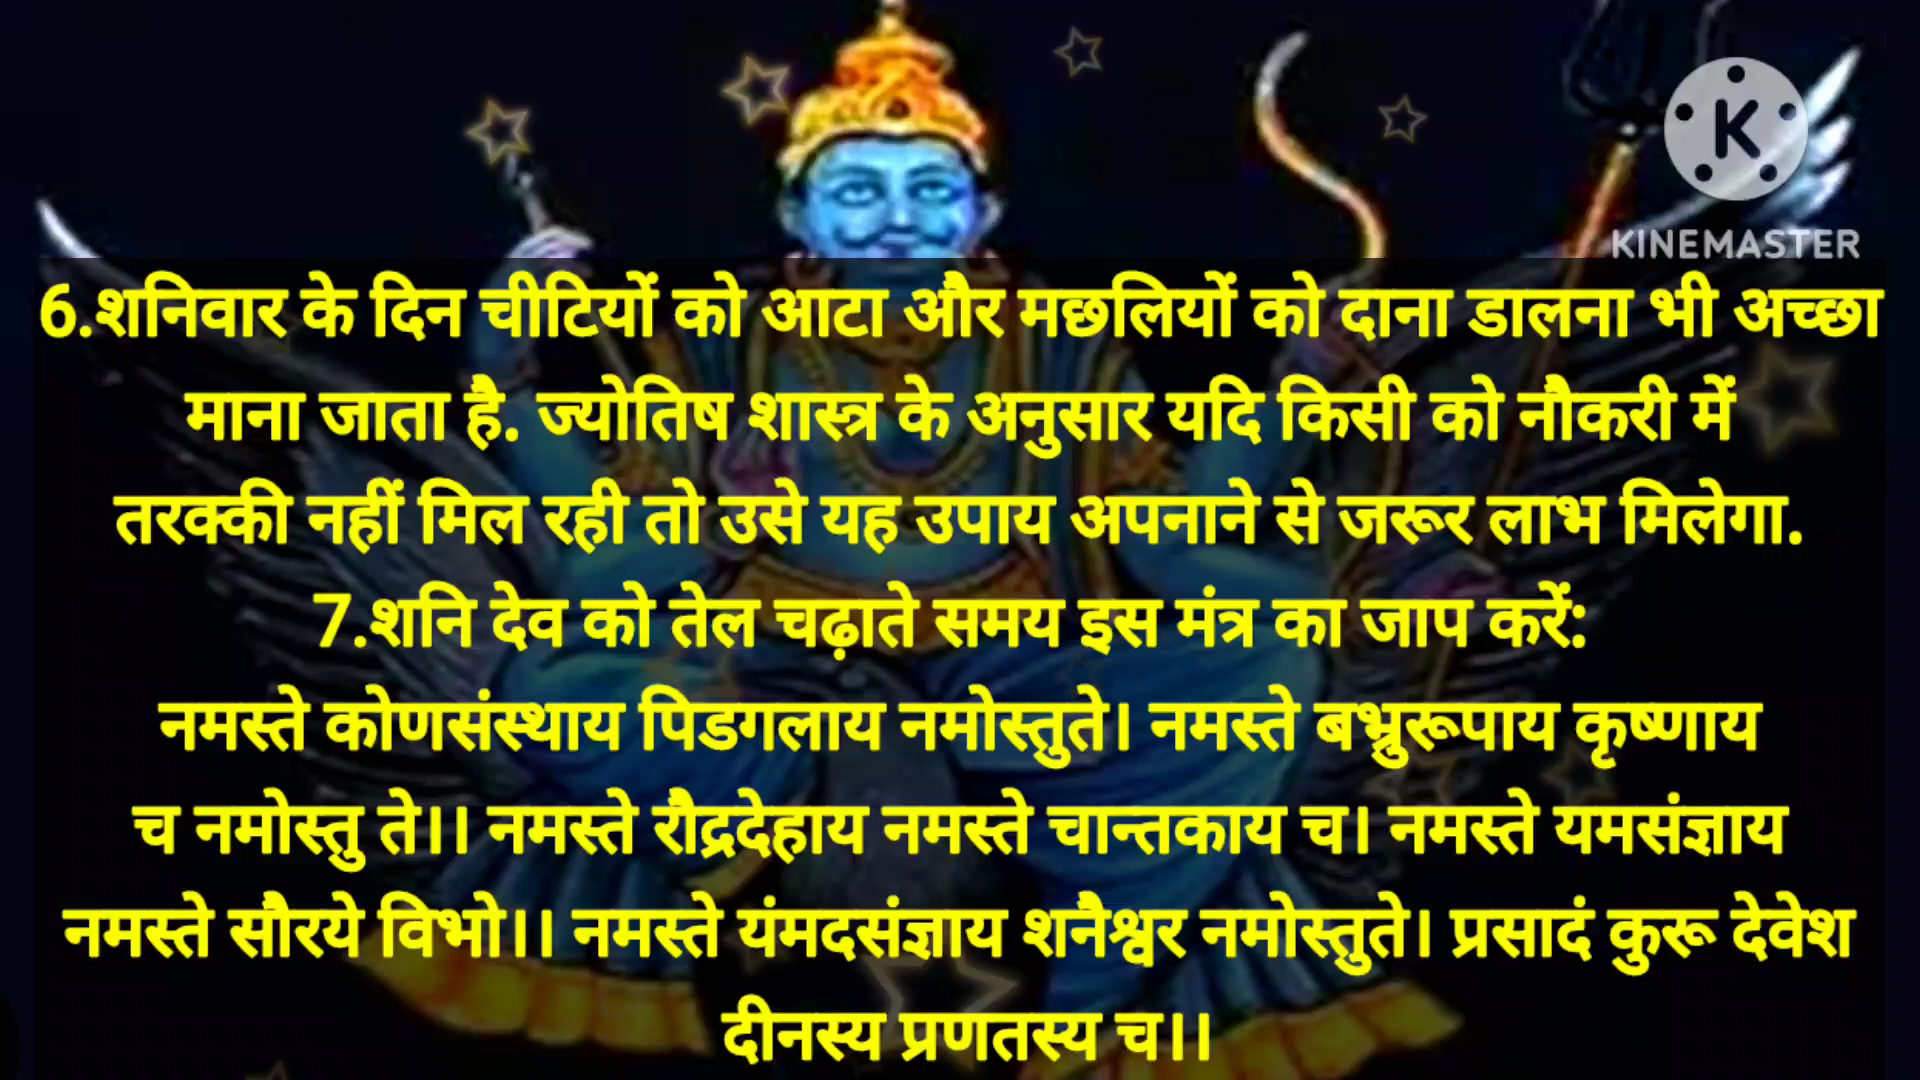 KINEMASTER
6.शनिवार के दिन चीटियों को आटा और मछलियों को दाना डालना भी अच्छा
माना जाता है. ज्योतिष शास्त्र के अनुसार यदि किसी को नौकरी में
तरक्की नहीं मिल रही तो उसे यह उपाय अपनाने से जरूर लाभ मिलेगा.
7.शनि देव को तेल चढ़ाते समय इस मंत्र का जाप करें:
नमस्ते कोणसंस्थाय पिडगलाय नमोस्तुते। नमस्ते बभ्रुरूपाय कृष्णाय
च नमोस्तु ते।। नमस्ते रौद्रदेहाय नमस्ते चान्तकाय च। नमस्ते यमसंज्ञाय
नमस्ते सौरये विभो।। नमस्ते यंमदसंज्ञाय शनैश्वर नमोस्तुते। प्रसादं कुरू देवेश
दीनस्य प्रणतस्य च।।